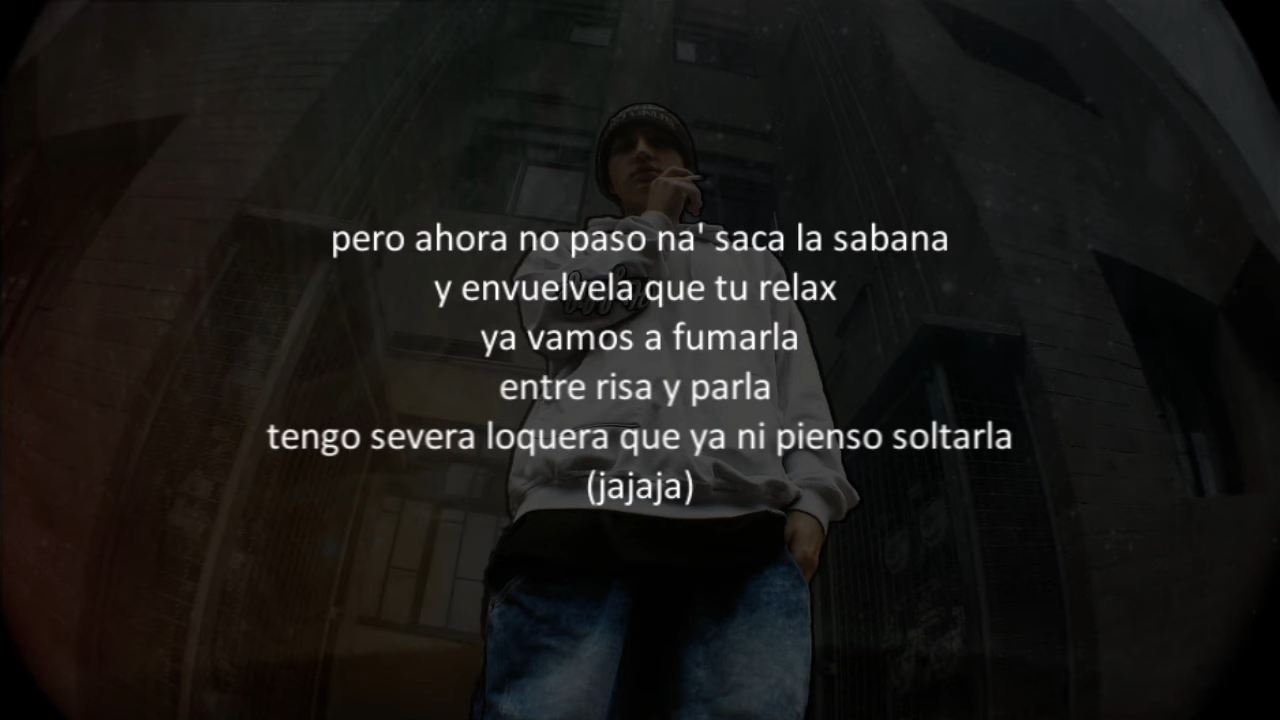 pero ahora no paso na' saca la sabana
y envuelvela que tu relax
ya vamos a fumarla
entre risa y parla
tengo severa loquera que ya ni pienso soltarla
(jajaja)